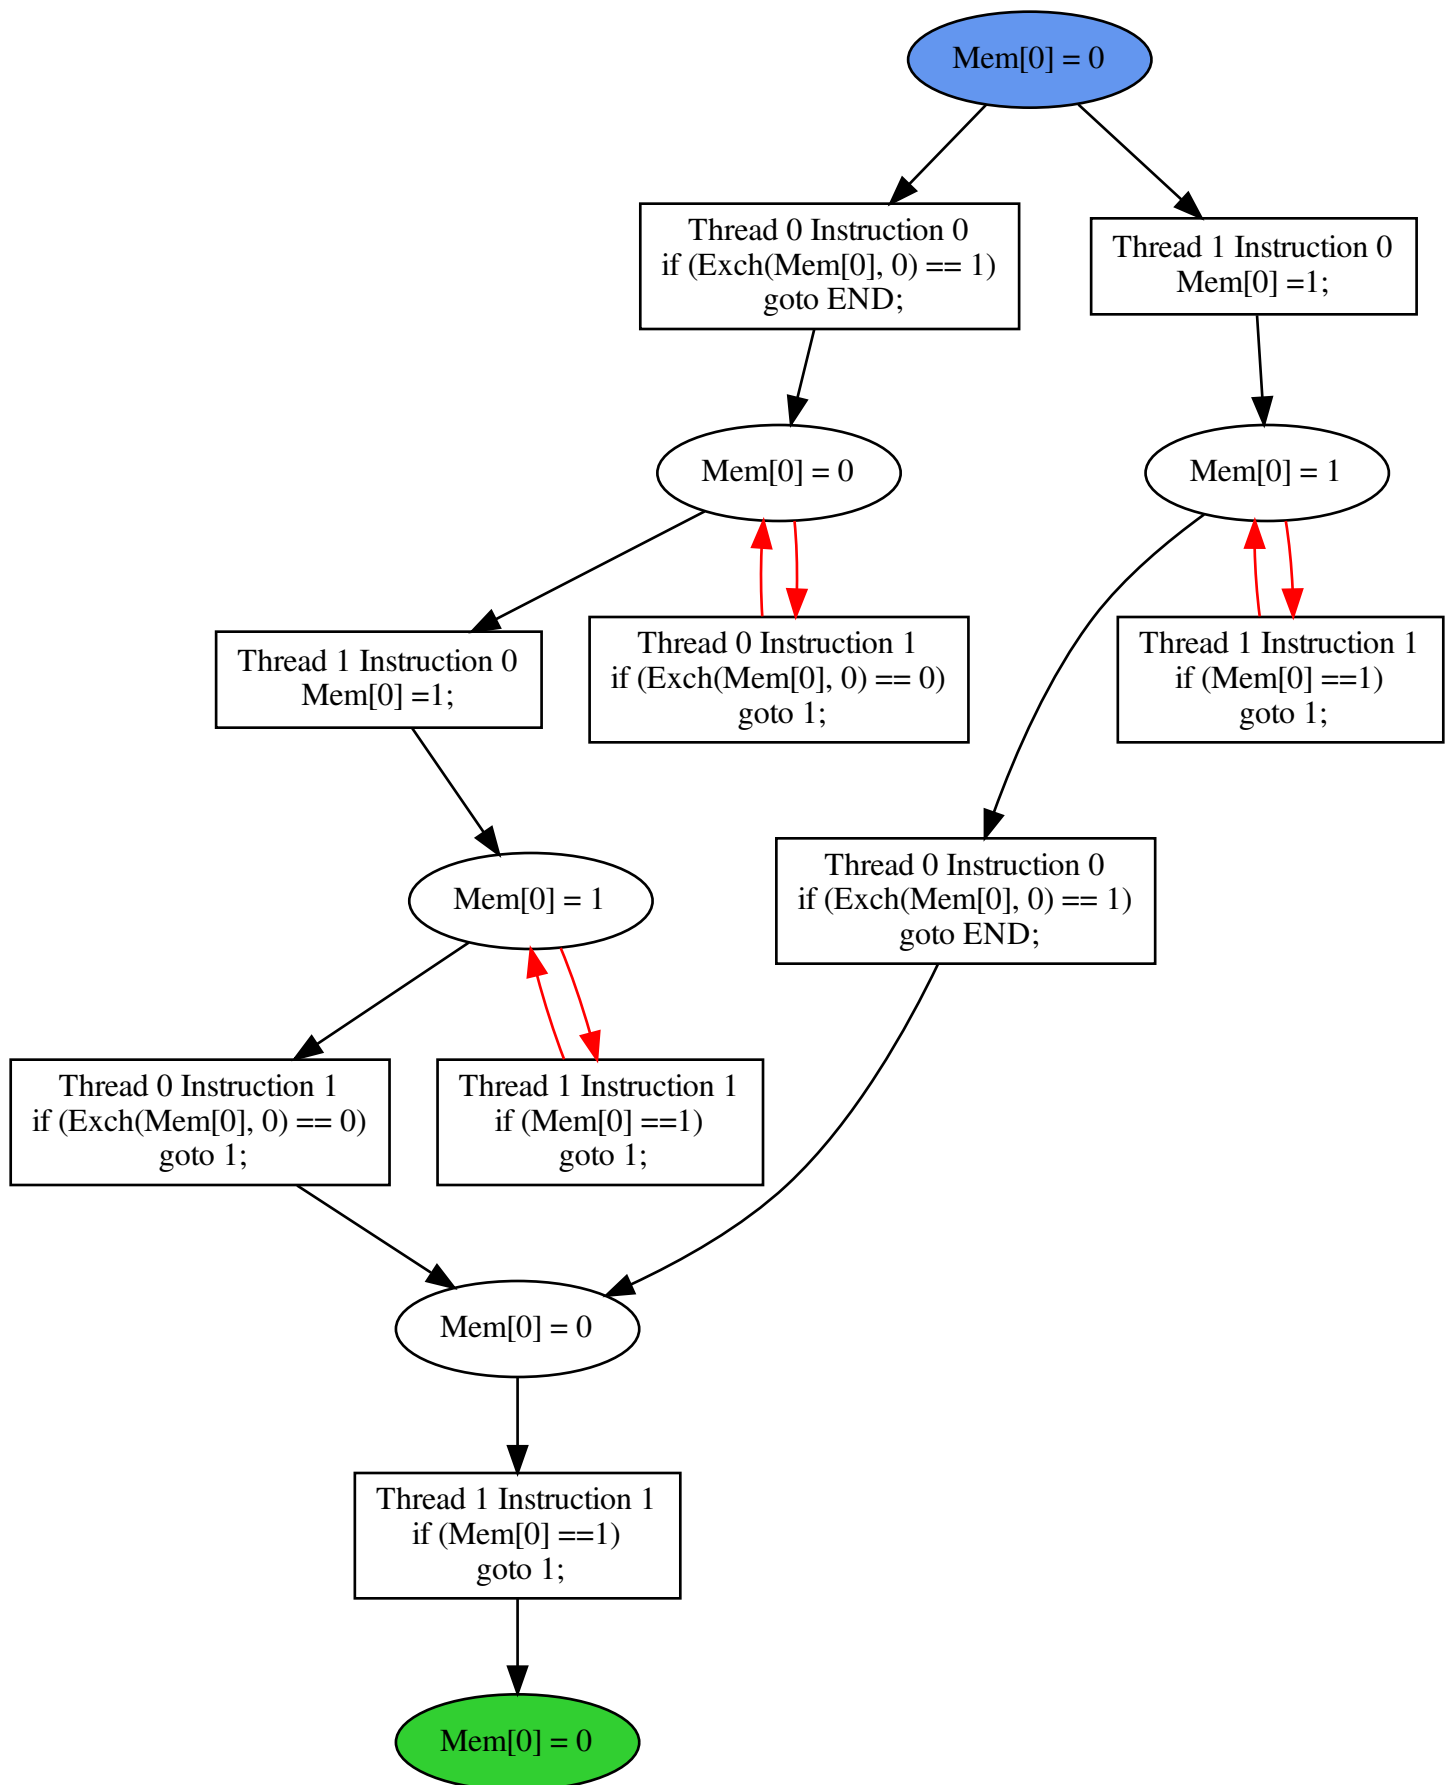 Mem[0] = 0
Thread 0 Instruction 0
if (Exch(Mem[0], 0) == 1)
goto END;
Thread 1 Instruction 0
Mem[0] =1;
Mem[0] = 0
Mem[0] = 1
Thread 1 Instruction 0
Mem[0] =1;
Thread 0 Instruction 1
if (Exch(Mem[0], 0) == 0)
goto 1;
Thread 1 Instruction 1
if (Mem[0] ==1)
goto 1;
Mem[0] = 1
Thread 0 Instruction 0
if (Exch(Mem[0], 0) == 1)
goto END;
Thread 0 Instruction 1
if (Exch(Mem[0], 0) == 0)
goto 1;
Thread 1 Instruction 1
if (Mem[0] ==1)
goto 1;
Mem[0] = 0
Thread 1 Instruction 1
if (Mem[0] ==1)
goto 1;
Mem[0] = 0